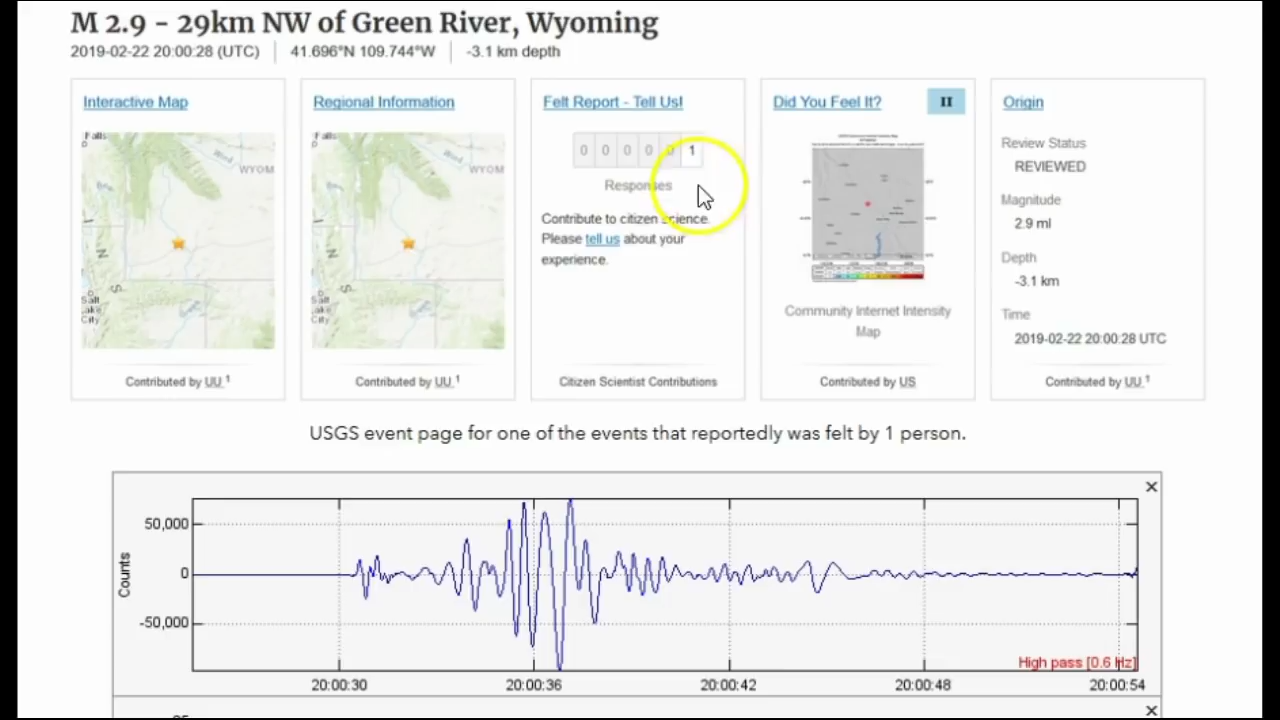 M 2.9 - 29km NW of Green River, Wyoming
2019-02-22 20:00:28 (UTC) 41.696°N 109.744°W -3.1 km depth
Interactive Map
Falls
WYOM
Salt
Lake
City
Contributed by UU 1
Regional Information
Falls
WYOM
Salt
Lake
City
Contributed by UU 1
Felt Report - Tell Us!
0 0 0 0 0 1
Responses
Contribute to citizen science.
Please tell us about your
experience.
Citizen Scientist Contributions
Did You Feel It?
II
Community Internet Intensity
Map
Contributed by US
Origin
Review Status
REVIEWED
Magnitude
2.9 ml
Depth
-3.1 km
Time
2019-02-22 20:00:28 UTC
Contributed by UU 1
USGS event page for one of the events that reportedly was felt by 1 person.
Counts
50,000
0
-50,000
High pass [0.6 Hz]
20:00:30 20:00:36 20:00:42 20:00:48 20:00:54